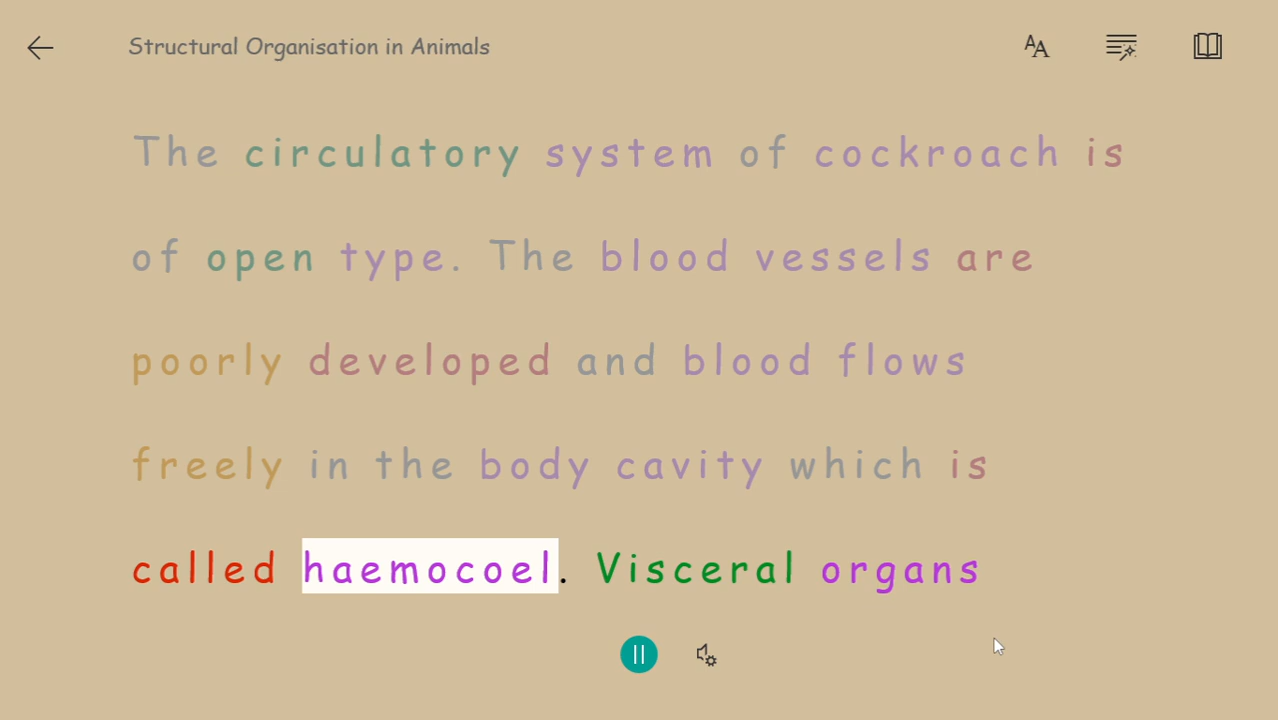 Structural Organisation in Animals
The circulatory system of cockroach is
of open type. The blood vessels are
poorly developed and blood flows
freely in the body cavity which is
called haemocoel. Visceral organs